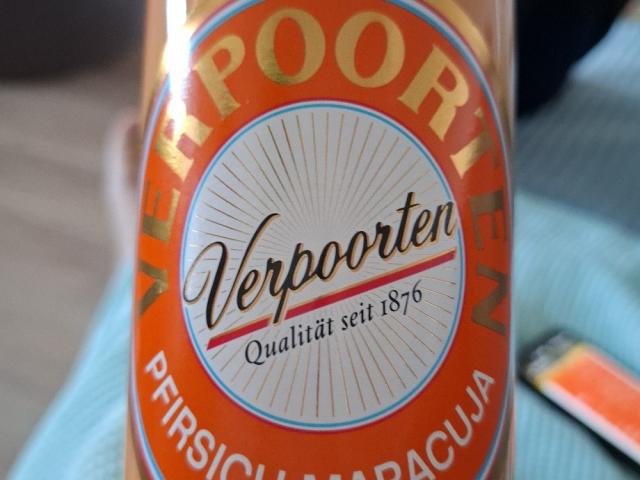 VERPOORTEN
Verpoorten
Qualität seit 1876
PFIRSICH MARACUJA